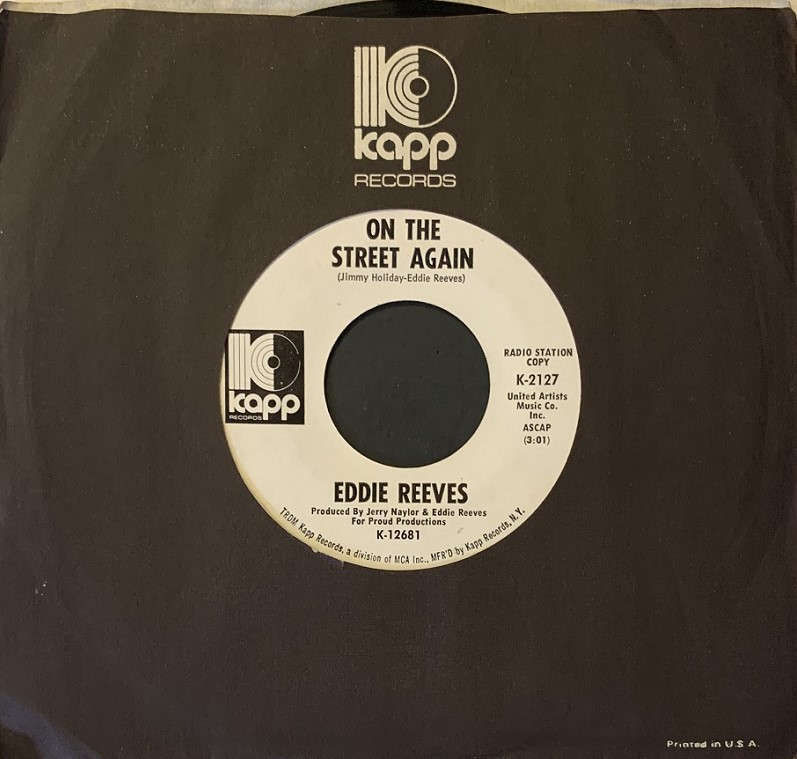 kapp
RECORDS
ON THE
STREET AGAIN
(Jimmy Holiday-Eddie Reeves)
RADIO STATION
COPY
K-2127
United Artists
Music Co.
Inc.
ASCAP
(3:01)
kapp
RECORDS
EDDIE REEVES
Produced By Jerry Naylor & Eddie Reeves
For Proud Productions
K-12681
TRDM Kapp Records, a division of MCA Inc., MFR'D by Kapp Records, N.Y.
Printed in U.S.A.